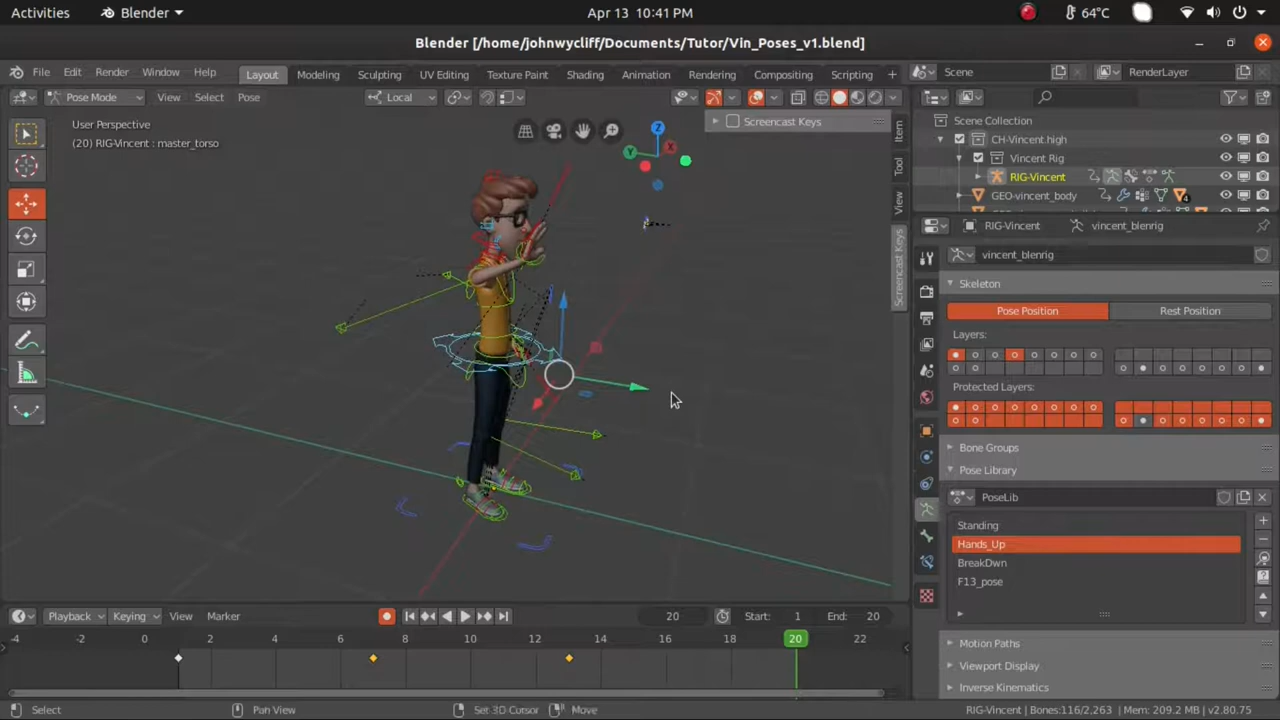 Activities
Blender
Apr 13 10:41 PM
64°C
Blender [/home/johnwycliff/Documents/Tutor/Vin_Poses_v1.blend]
File Edit Render Window Help
Layout Modeling Sculpting UV Editing Texture Paint Shading Animation Rendering Compositing Scripting +
Scene
RenderLayer
Pose Mode View Select Pose
Local
User Perspective
(20) RIG-Vincent : master_torso
Screencast Keys
Z
Y
X
Item
Tool
View
Screencast Keys
Scene Collection
CH-Vincent.high
Vincent Rig
RIG-Vincent
GEO-vincent_body
4
RIG-Vincent
vincent_blenrig
vincent_blenrig
Skeleton
Pose Position
Rest Position
Layers:
Protected Layers:
Bone Groups
Pose Library
PoseLib
Standing
Hands_Up
BreakDwn
F13_pose
Motion Paths
Viewport Display
Inverse Kinematics
Playback Keying View Marker
20
Start: 1
End: 20
-4 -2 0 2 4 6 8 10 12 14 16 18 20 22
Select
Pan View
Set 3D Cursor
Move
RIG-Vincent | Bones:116/2,263 | Mem: 209.2 MB | v2.80.75